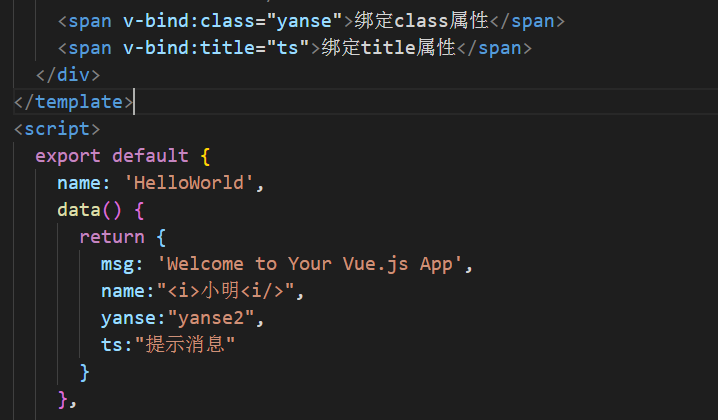 <span v-bind:class="yanse">绑定class属性</span>
<span v-bind:title="ts">绑定title属性</span>
</div>
</template>
<script>
export default {
name: 'HelloWorld',
data() {
return {
msg: 'Welcome to Your Vue.js App',
name:"<i>小明<i/>",
yanse:"yanse2",
ts:"提示消息"
}
},